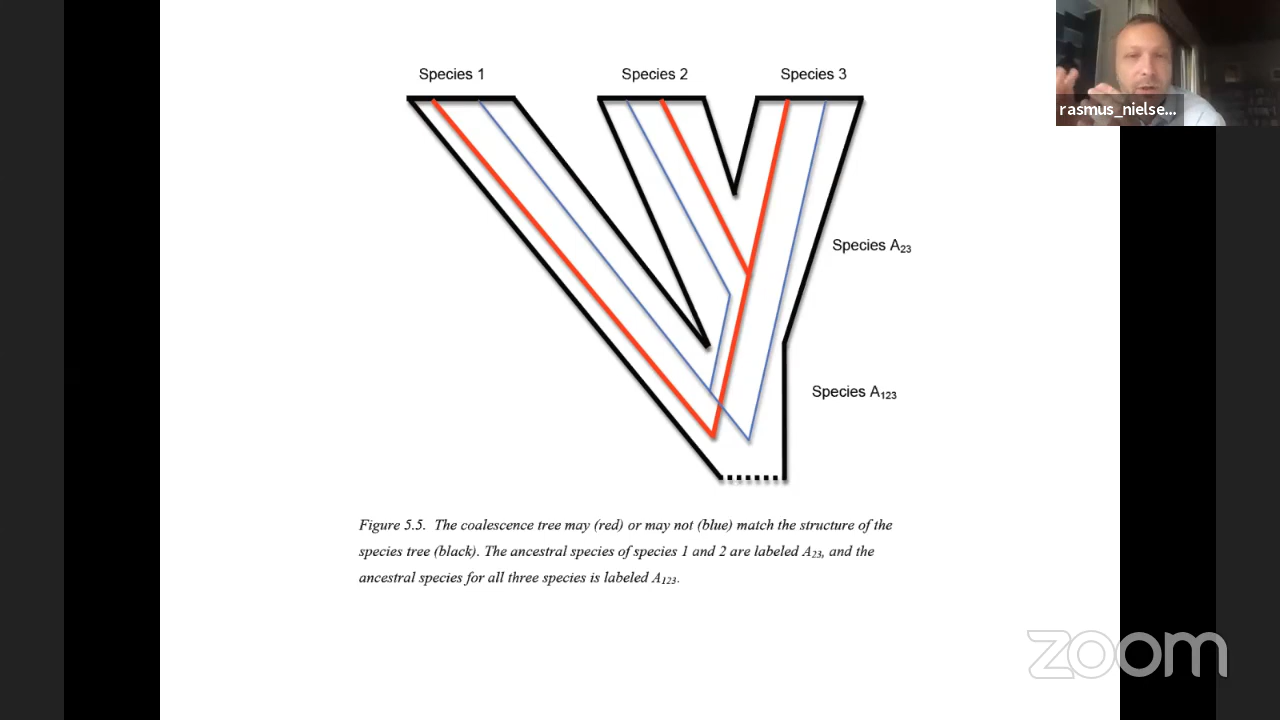 Species 1
Species 2
Species 3
rasmus_nielse...
Species A23
Species A123
Figure 5.5. The coalescence tree may (red) or may not (blue) match the structure of the
species tree (black). The ancestral species of species 1 and 2 are labeled A23, and the
ancestral species for all three species is labeled A123.
zoom